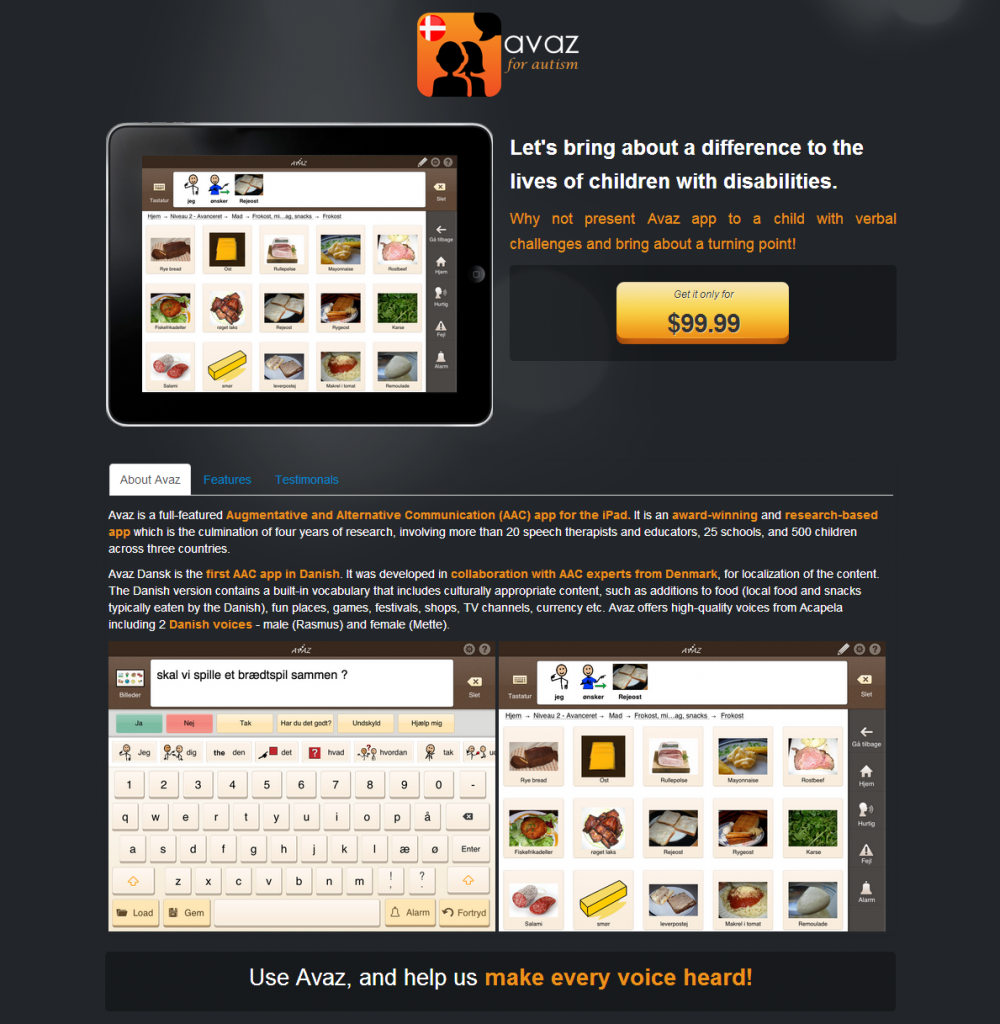 avaz
for autism
Let's bring about a difference to the
lives of children with disabilities.
Why not present Avaz app to a child with verbal
challenges and bring about a turning point!
Get it only for
$99.99
AVAZ
Tastatur
jeg ønsker Rejeost
Slet
Hjem → Niveau 2 - Avanceret → Mad → Frokost, mi...ag, snacks → Frokost
Gå tilbage
Rye bread Ost Rullepølse Mayonnaise Rostbeef
Hjem
Hurtig
Fiskefrikadeller røget laks Rejeost Rygeost Karse
Fejl
Alarm
Salami smør leverpostej Makrel i tomat Remoulade
About Avaz Features Testimonals
Avaz is a full-featured Augmentative and Alternative Communication (AAC) app for the iPad. It is an award-winning and research-based
app which is the culmination of four years of research, involving more than 20 speech therapists and educators, 25 schools, and 500 children
across three countries.
Avaz Dansk is the first AAC app in Danish. It was developed in collaboration with AAC experts from Denmark, for localization of the content.
The Danish version contains a built-in vocabulary that includes culturally appropriate content, such as additions to food (local food and snacks
typically eaten by the Danish), fun places, games, festivals, shops, TV channels, currency etc. Avaz offers high-quality voices from Acapela
including 2 Danish voices - male (Rasmus) and female (Mette).
AVAZ
skal vi spille et brædtspil sammen ?
Billeder
Slet
Ja Nej Tak Har du det godt? Undskyld Hjælp mig
Jeg dig the den det ? hvad hvordan tak
1 2 3 4 5 6 7 8 9 0 -
q w e r t y u i o p å
a s d f g h j k l æ ø Enter
z x c v b n m ! , ? .
Load Gem Alarm Fortryd
AVAZ
Tastatur
jeg ønsker Rejeost
Slet
Hjem → Niveau 2 - Avanceret → Mad → Frokost, mi...ag, snacks → Frokost
Gå tilbage
Rye bread Ost Rullepølse Mayonnaise Rostbeef
Hjem
Hurtig
Fiskefrikadeller røget laks Rejeost Rygeost Karse
Fejl
Alarm
Salami smør leverpostej Makrel i tomat Remoulade
Use Avaz, and help us make every voice heard!